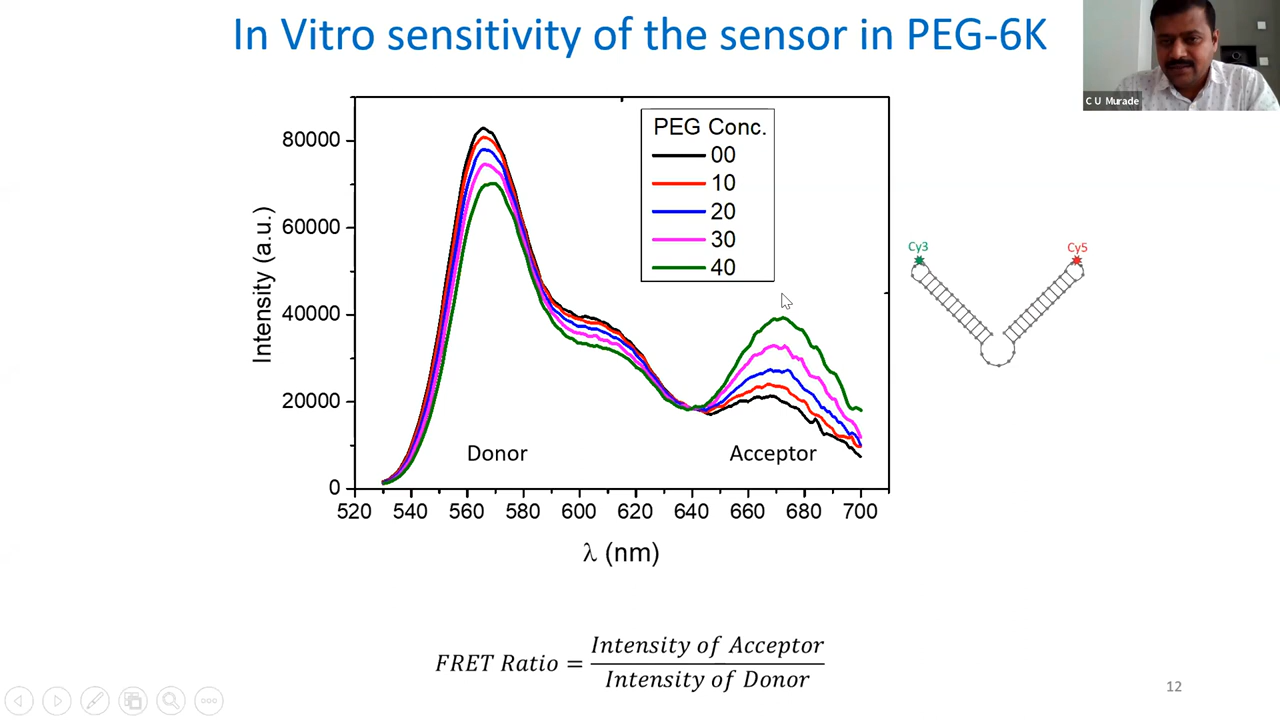 In Vitro sensitivity of the sensor in PEG-6K
C U Murade
PEG Conc.
00
10
20
30
40
80000
60000
40000
20000
0
Intensity (a.u.)
Donor
Acceptor
520 540 560 580 600 620 640 660 680 700
λ (nm)
Cy3
Cy5
FRET Ratio = Intensity of Acceptor / Intensity of Donor
12